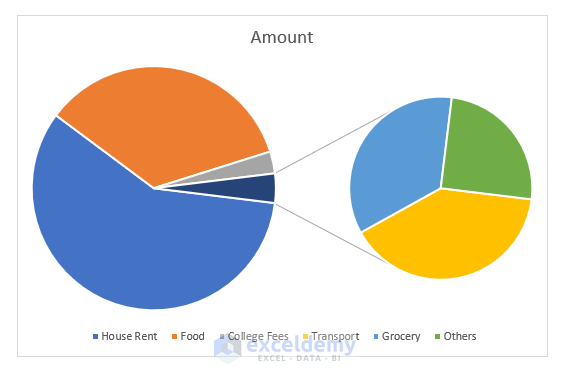 Amount
House Rent Food College Fees Transport Grocery Others
exceldemy
EXCEL - DATA - BI